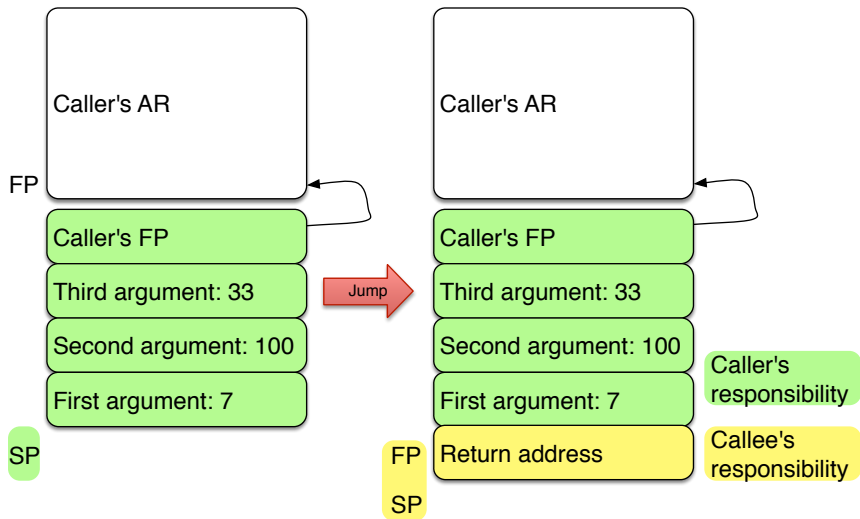 Caller's AR
FP
Caller's FP
Third argument: 33
Second argument: 100
First argument: 7
SP
Jump
Caller's AR
Caller's FP
Third argument: 33
Second argument: 100
First argument: 7
Return address
FP
SP
Caller's
responsibility
Callee's
responsibility